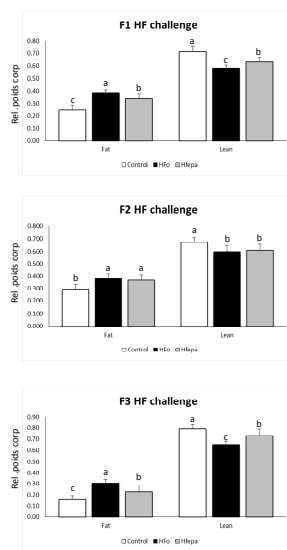 F1 HF challenge
Rel .poids corp
0.80
0.70
0.60
0.50
0.40
0.30
0.20
0.10
0.00
c
a
b
a
c
b
Fat
Lean
Control
HFo
Hfepa
F2 HF challenge
Rel .poids corp
0.800
0.700
0.600
0.500
0.400
0.300
0.200
0.100
0.000
b
a
a
a
b
b
Fat
Lean
Control
HFo
Hfepa
F3 HF challenge
Rel .poids corp
0.90
0.80
0.70
0.60
0.50
0.40
0.30
0.20
0.10
0.00
c
a
b
a
c
b
Fat
Lean
Control
HFo
Hfepa